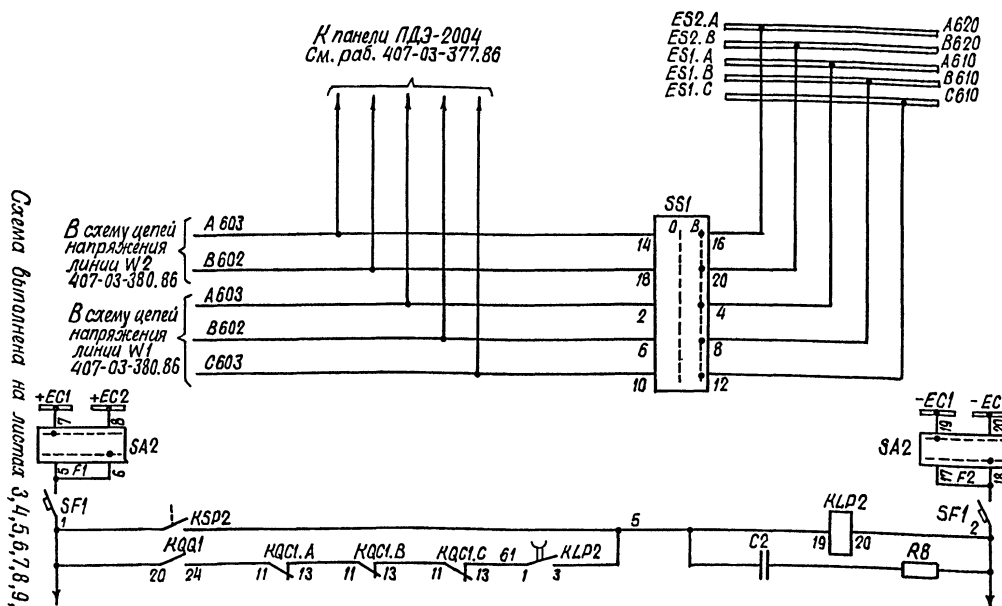 К панели ПДЭ-2004
См. раб. 407-03-377.86
ES2.A
A620
ES2.B
B620
ES1.A
A610
ES1.B
B610
ES1.C
C610
SS1
О В
В схему цепей
напряжения
линии W2
407-03-380.86
A603
14
16
B602
18
20
В схему цепей
напряжения
линии W1
407-03-380.86
A603
2
4
B602
6
8
C603
10
12
Схема выполнена на листах 3,4,5,6,7,8,9,
+EC1
+EC2
7
8
SA2
5
F1
6
SF1
1
-EC1
-EC
19
20
SA2
17
F2
18
SF1
2
KSP2
5
KLP2
19
20
KQQ1
20
24
KQC1.A
11
13
KQC1.B
11
13
KQC1.C
11
13
61
KLP2
1
3
C2
R8